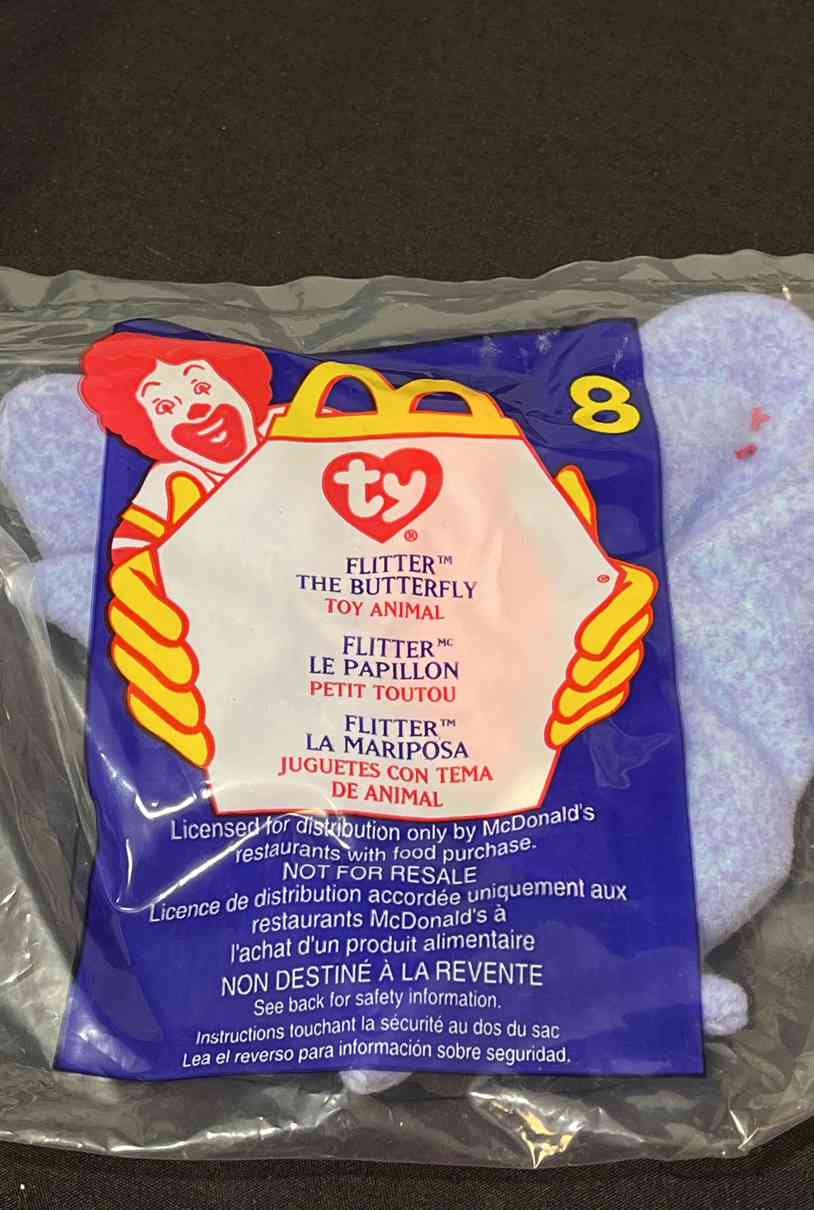 8
ty®
FLITTER™
THE BUTTERFLY
TOY ANIMAL
®
FLITTER MC
LE PAPILLON
PETIT TOUTOU
FLITTER™
LA MARIPOSA
JUGUETES CON TEMA
DE ANIMAL
Licensed for distribution only by McDonald's
restaurants with food purchase.
NOT FOR RESALE
Licence de distribution accordée uniquement aux
restaurants McDonald's à
l'achat d'un produit alimentaire
NON DESTINÉ À LA REVENTE
See back for safety information.
Instructions touchant la sécurité au dos du sac
Lea el reverso para información sobre seguridad.